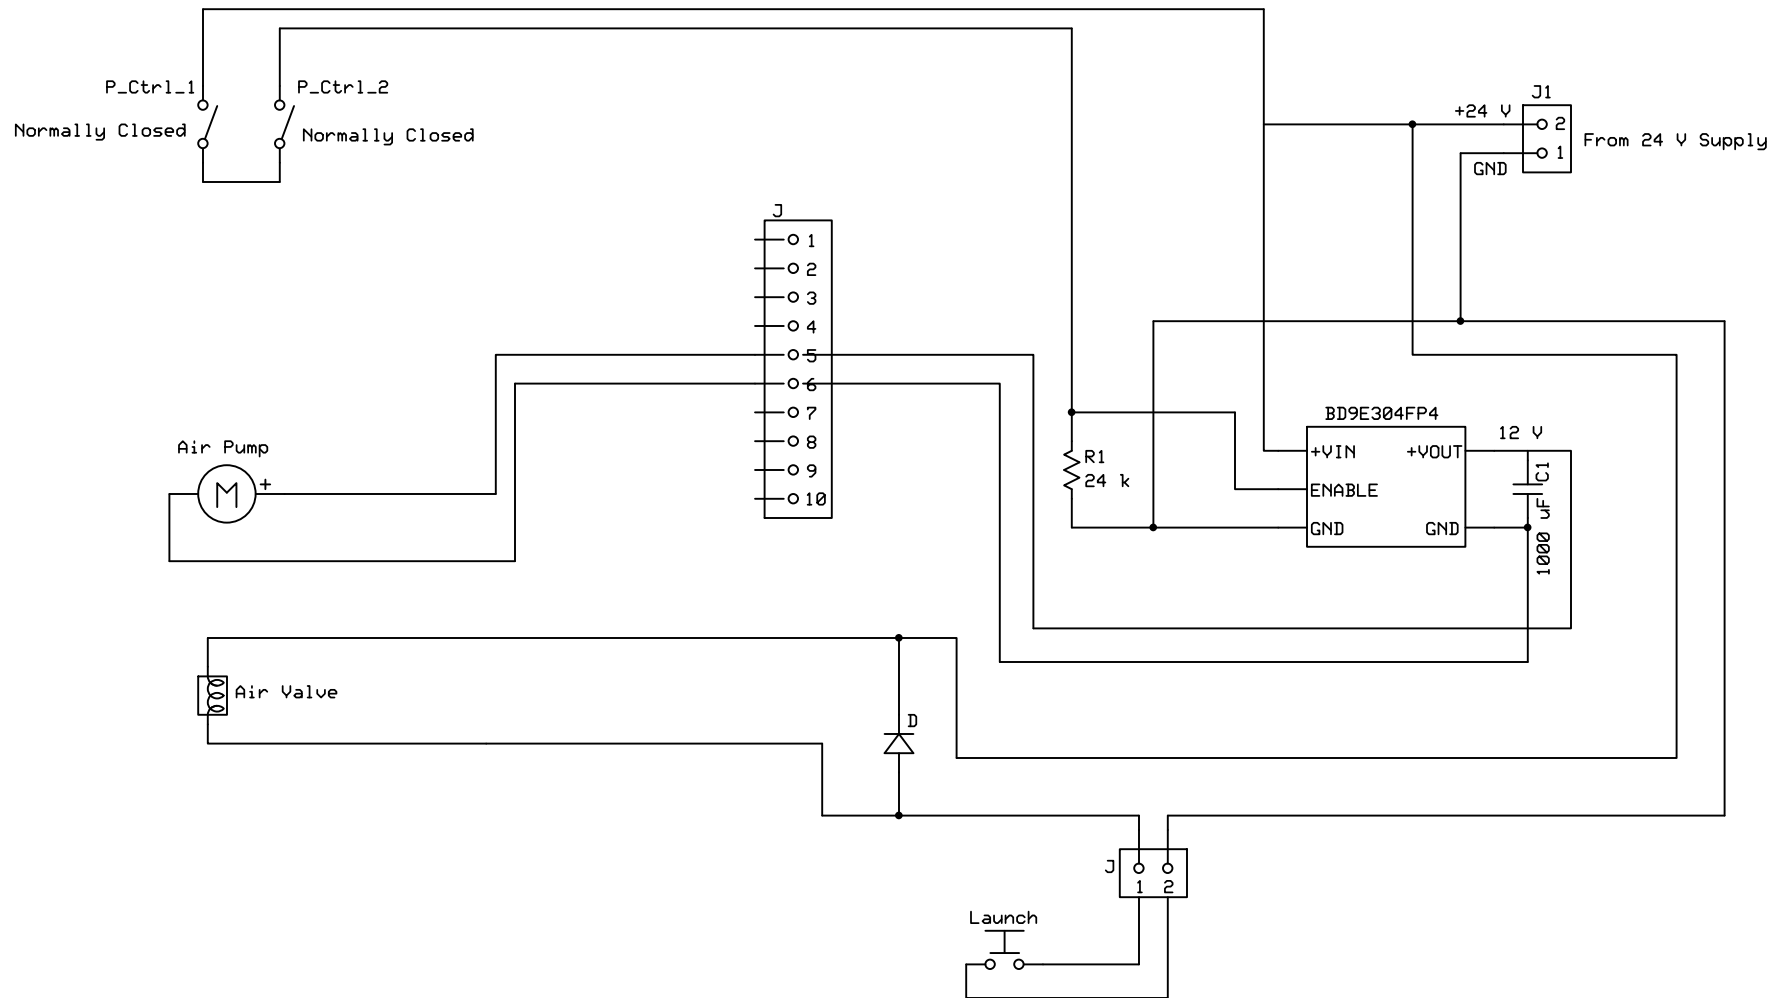 P_Ctrl_1
P_Ctrl_2
Normally Closed
Normally Closed
J1
+24 V
2
From 24 V Supply
1
GND
J
1
2
3
4
5
6
7
8
9
10
BD9E304FP4
12 V
+VIN
+VOUT
ENABLE
GND
GND
C1
1000 uF
R1
24 k
Air Pump
+
M
Air Valve
D
J
1
2
Launch